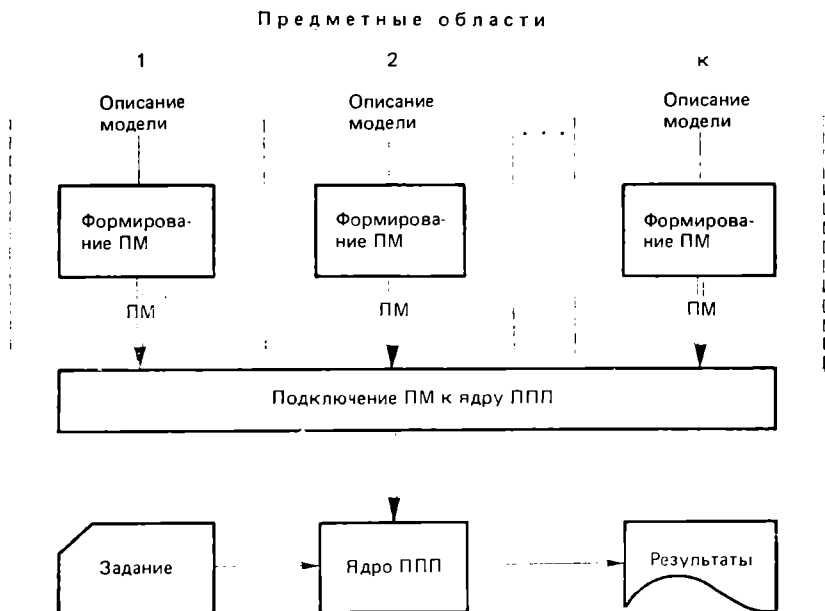 Предметные области
1
2
к
Описание
модели
Описание
модели
Описание
модели
. . .
Формирова-
ние ПМ
Формирова-
ние ПМ
Формирова-
ние ПМ
ПМ
ПМ
ПМ
Подключение ПМ к ядру ППП
Задание
Ядро ППП
Результаты